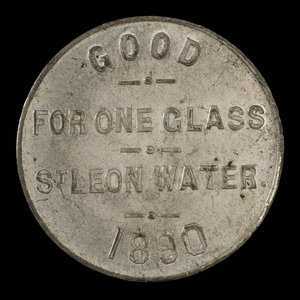 GOOD
FOR ONE GLASS
ST LEON WATER.
1890